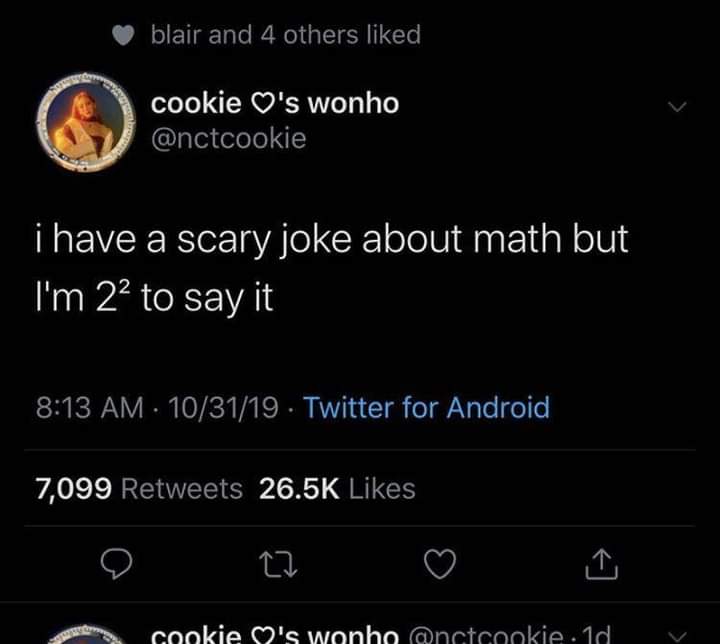 blair and 4 others liked
cookie ♡'s wonho
@nctcookie
i have a scary joke about math but
I'm 2² to say it
8:13 AM · 10/31/19 · Twitter for Android
7,099 Retweets 26.5K Likes
cookie ♡'s wonho @nctcookie · 1d